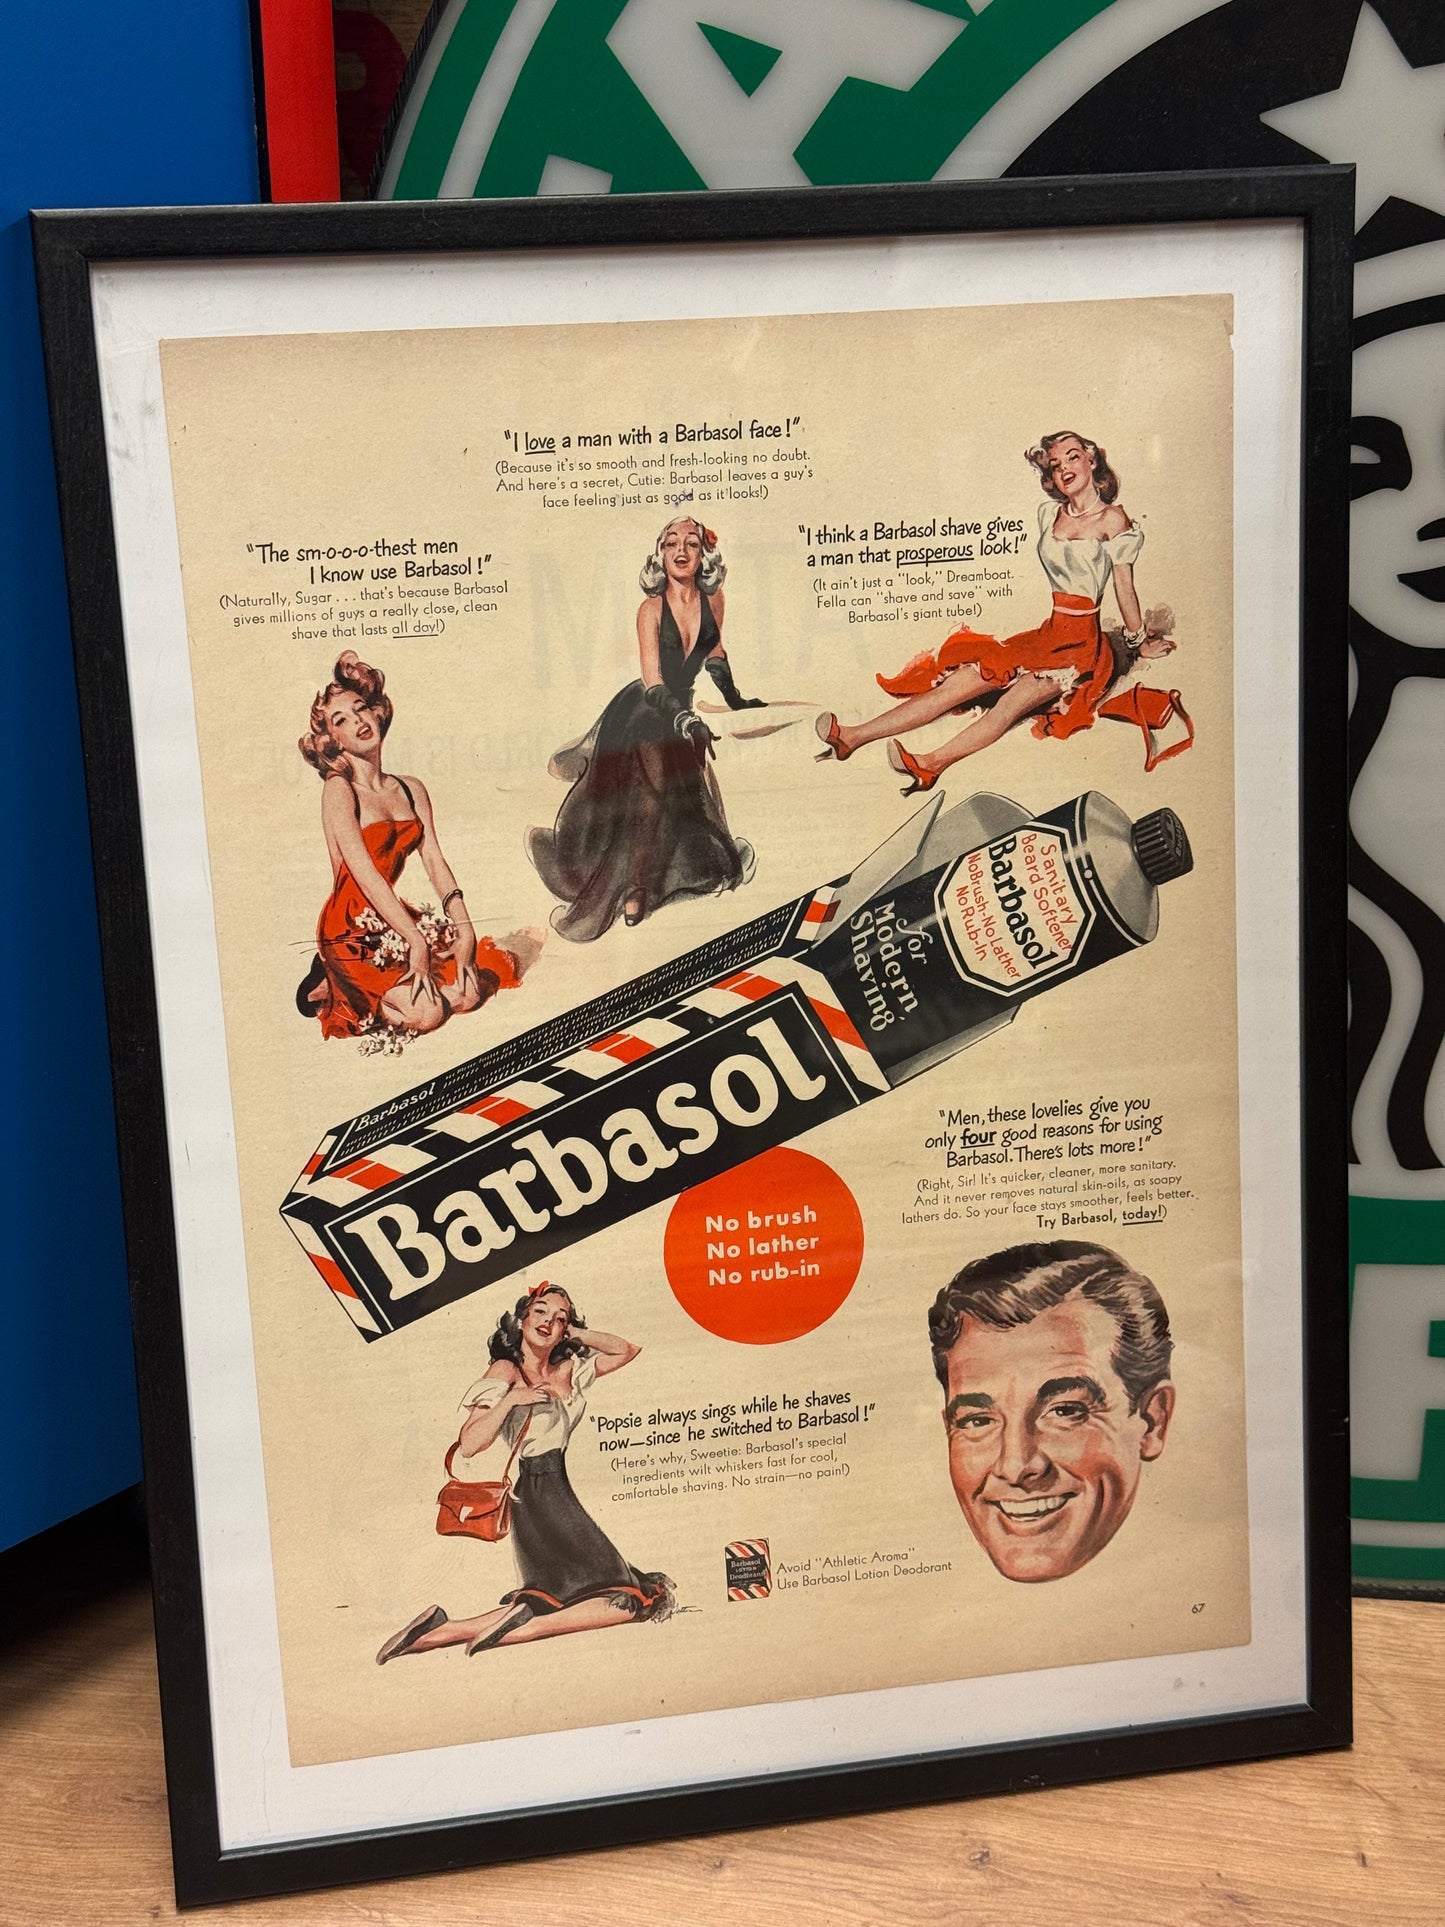 "I love a man with a Barbasol face!"
(Because it's so smooth and fresh-looking no doubt.
And here's a secret, Cutie: Barbasol leaves a guy's
face feeling just as good as it looks!)
"The sm-o-o-o-thest men
I know use Barbasol!"
(Naturally, Sugar . . . that's because Barbasol
gives millions of guys a really close, clean
shave that lasts all day!)
"I think a Barbasol shave gives
a man that prosperous look!"
(It ain't just a "look," Dreamboat.
Fella can "shave and save" with
Barbasol's giant tube!)
Sanitary
Beard Softener
Barbasol
No Brush-No Lather
No Rub-In
for
Modern
Shaving
Barbasol
Barbasol
No brush
No lather
No rub-in
"Men, these lovelies give you
only four good reasons for using
Barbasol. There's lots more!"
(Right, Sir! It's quicker, cleaner, more sanitary.
And it never removes natural skin-oils, as soapy
lathers do. So your face stays smoother, feels better.
Try Barbasol, today!)
"Popsie always sings while he shaves
now—since he switched to Barbasol!"
(Here's why, Sweetie: Barbasol's special
ingredients wilt whiskers fast for cool,
comfortable shaving. No strain—no pain!)
Barbasol
LOTION
Deodorant
Avoid "Athletic Aroma"
Use Barbasol Lotion Deodorant
67